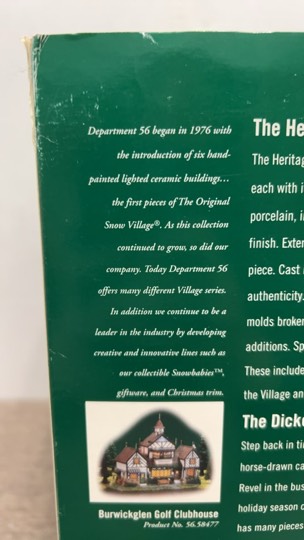 Department 56 began in 1976 with
the introduction of six hand-
painted lighted ceramic buildings...
the first pieces of The Original
Snow Village®. As this collection
continued to grow, so did our
company. Today Department 56
offers many different Village series.
In addition we continue to be a
leader in the industry by developing
creative and innovative lines such as
our collectible Snowbabies™,
giftware, and Christmas trim.
Burwickglen Golf Clubhouse
Product No. 56.58477
The He
The Heritag
each with i
porcelain, i
finish. Exter
piece. Cast
authenticity.
molds broke
additions. Sp
These include
the Village an
The Dick
Step back in ti
horse-drawn ca
Revel in the bus
holiday season c
has many pieces